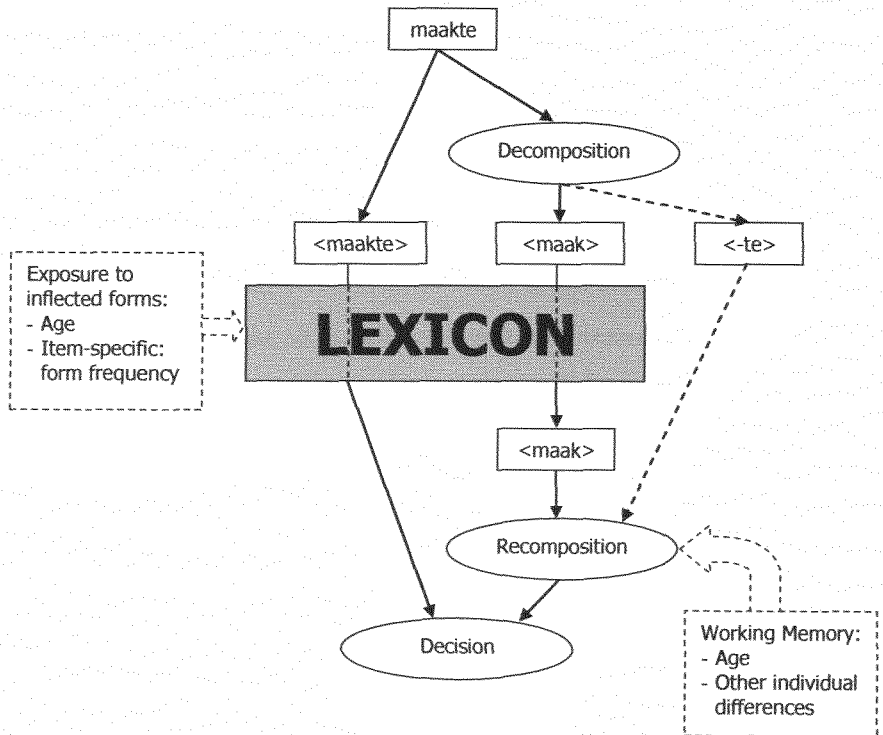 maakte
Decomposition
<maakte>
<maak>
<-te>
Exposure to
inflected forms:
- Age
- Item-specific:
form frequency
LEXICON
<maak>
Recomposition
Decision
Working Memory:
- Age
- Other individual
differences